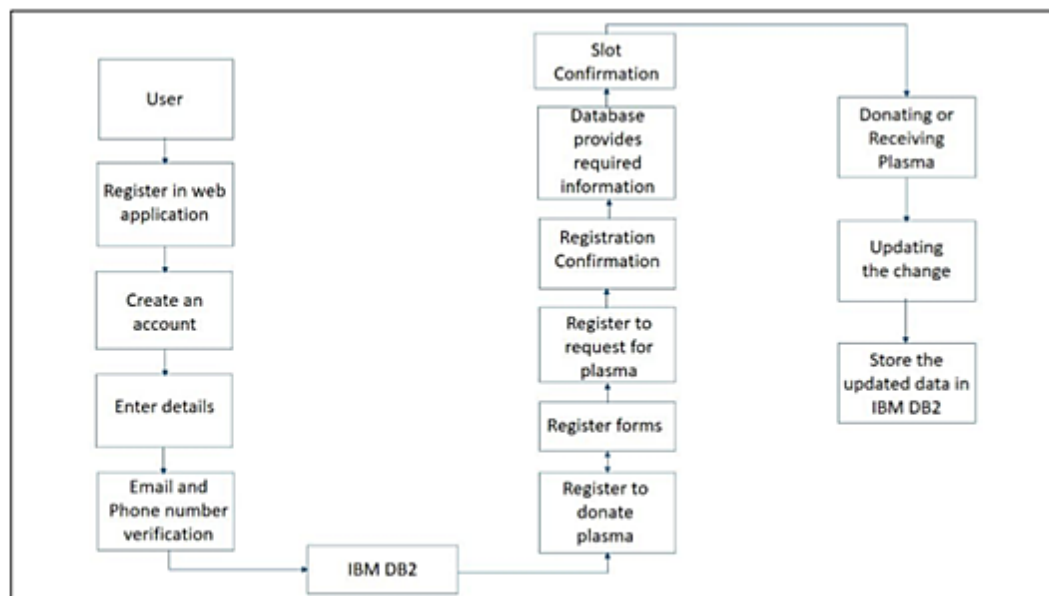 User
Register in web
application
Create an
account
Enter details
Email and
Phone number
verification
IBM DB2
Register to
donate
plasma
Register forms
Register to
request for
plasma
Registration
Confirmation
Database
provides
required
information
Slot
Confirmation
Donating or
Receiving
Plasma
Updating
the change
Store the
updated data in
IBM DB2